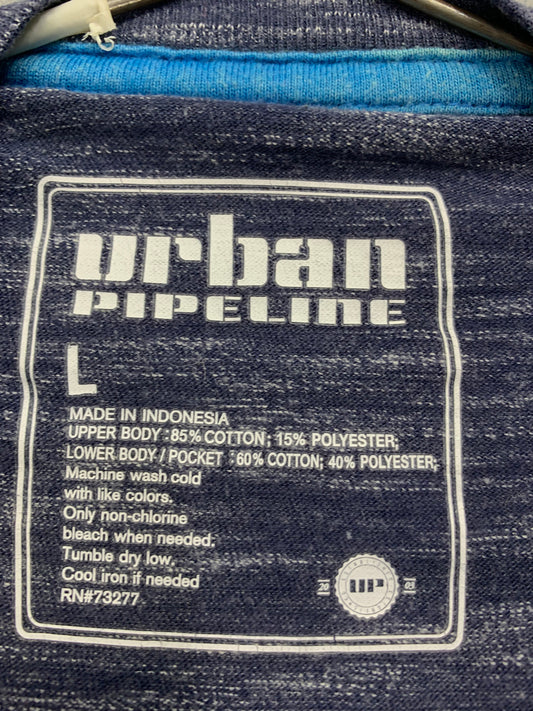 urban
PIPELINE
L
MADE IN INDONESIA
UPPER BODY : 85% COTTON; 15% POLYESTER;
LOWER BODY / POCKET : 60% COTTON; 40% POLYESTER;
Machine wash cold
with like colors.
Only non-chlorine
bleach when needed.
Tumble dry low.
Cool iron if needed
RN#73277
20 UP 03